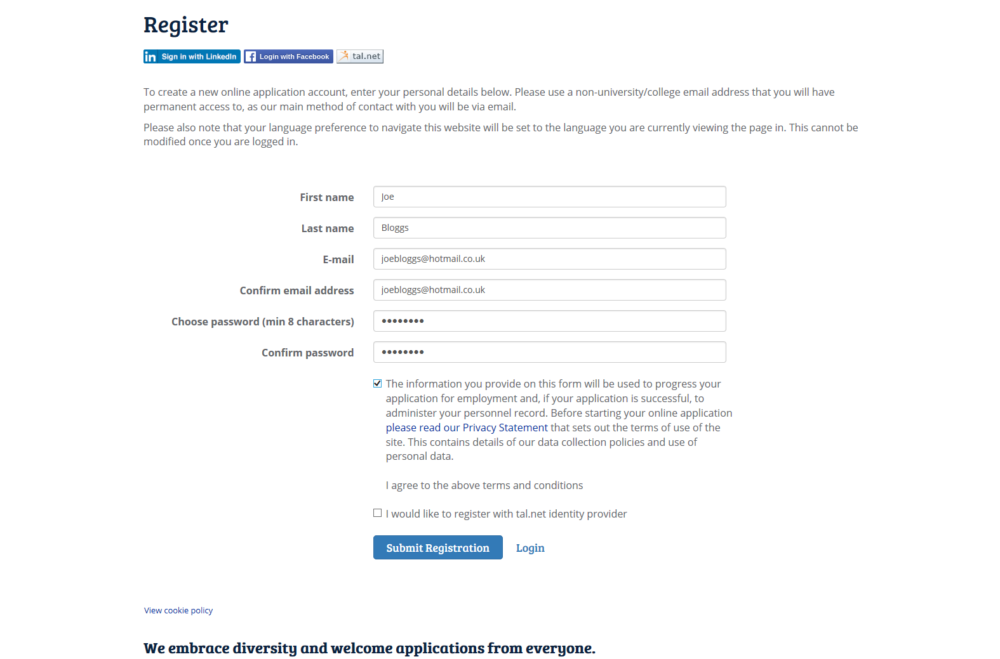 Register
in Sign in with LinkedIn f Login with Facebook tal.net
To create a new online application account, enter your personal details below. Please use a non-university/college email address that you will have
permanent access to, as our main method of contact with you will be via email.
Please also note that your language preference to navigate this website will be set to the language you are currently viewing the page in. This cannot be
modified once you are logged in.
First name Joe
Last name Bloggs
E-mail joebloggs@hotmail.co.uk
Confirm email address joebloggs@hotmail.co.uk
Choose password (min 8 characters) ●●●●●●●●
Confirm password ●●●●●●●●
The information you provide on this form will be used to progress your
application for employment and, if your application is successful, to
administer your personnel record. Before starting your online application
please read our Privacy Statement that sets out the terms of use of the
site. This contains details of our data collection policies and use of
personal data.
I agree to the above terms and conditions
I would like to register with tal.net identity provider
Submit Registration Login
View cookie policy
We embrace diversity and welcome applications from everyone.